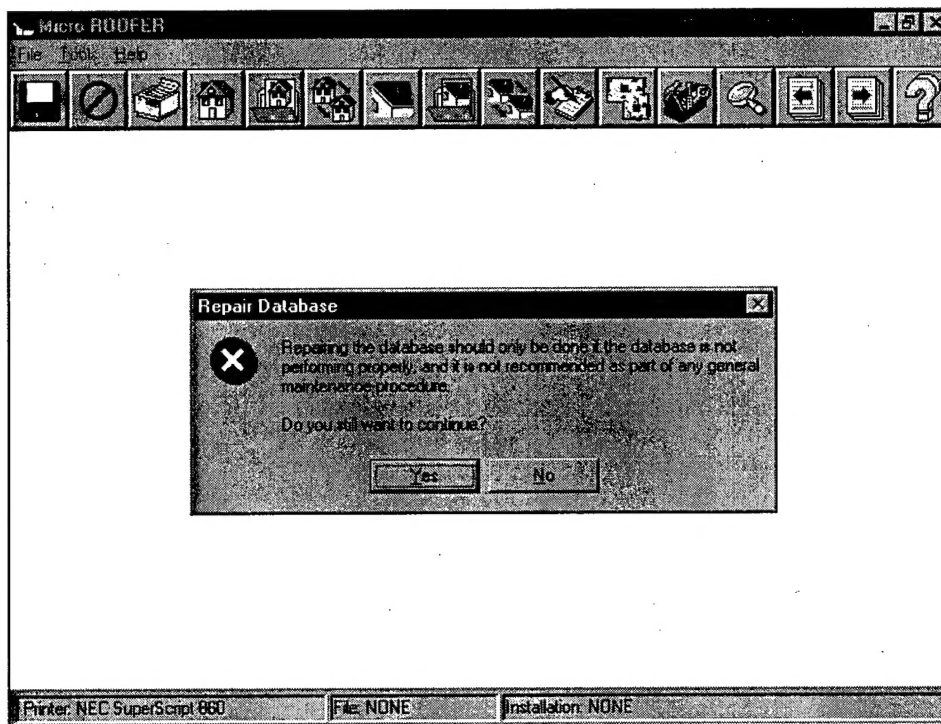 Micro ROOFER
File Tools Help
Repair Database
Repairing the database should only be done if the database is not
performing properly, and it is not recommended as part of any general
maintenance procedure.
Do you still want to continue?
Yes No
Printer: NEC SuperScript 860 File: NONE Installation: NONE